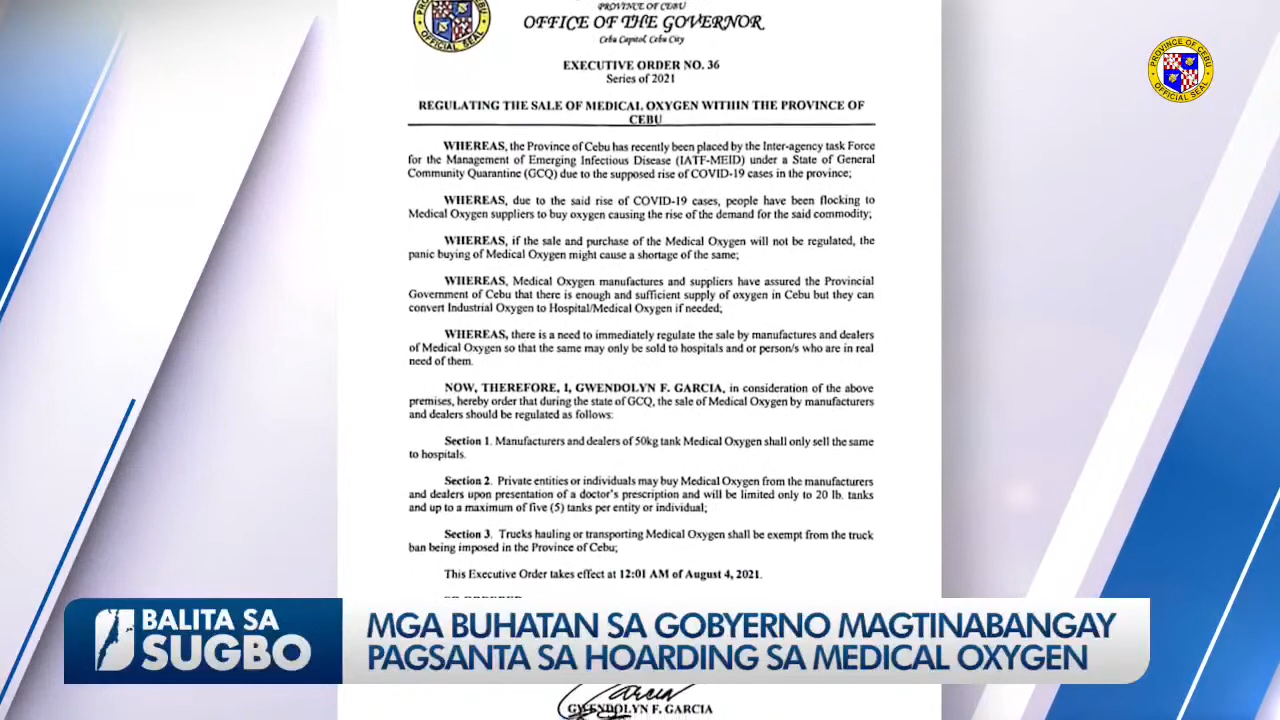 PROVINCE OF CEBU
OFFICE OF THE GOVERNOR
Cebu Capitol, Cebu City
OFFICIAL SEAL
EXECUTIVE ORDER NO. 36
Series of 2021
REGULATING THE SALE OF MEDICAL OXYGEN WITHIN THE PROVINCE OF
CEBU
WHEREAS, the Province of Cebu has recently been placed by the Inter-agency task Force
for the Management of Emerging Infectious Disease (IATF-MEID) under a State of General
Community Quarantine (GCQ) due to the supposed rise of COVID-19 cases in the province;
WHEREAS, due to the said rise of COVID-19 cases, people have been flocking to
Medical Oxygen suppliers to buy oxygen causing the rise of the demand for the said commodity;
WHEREAS, if the sale and purchase of the Medical Oxygen will not be regulated, the
panic buying of Medical Oxygen might cause a shortage of the same;
WHEREAS, Medical Oxygen manufactures and suppliers have assured the Provincial
Government of Cebu that there is enough and sufficient supply of oxygen in Cebu but they can
convert Industrial Oxygen to Hospital/Medical Oxygen if needed;
WHEREAS, there is a need to immediately regulate the sale by manufactures and dealers
of Medical Oxygen so that the same may only be sold to hospitals and or person/s who are in real
need of them.
NOW, THEREFORE, I, GWENDOLYN F. GARCIA, in consideration of the above
premises, hereby order that during the state of GCQ, the sale of Medical Oxygen by manufacturers
and dealers should be regulated as follows:
Section 1. Manufacturers and dealers of 50kg tank Medical Oxygen shall only sell the same
to hospitals.
Section 2. Private entities or individuals may buy Medical Oxygen from the manufacturers
and dealers upon presentation of a doctor's prescription and will be limited only to 20 lb. tanks
and up to a maximum of five (5) tanks per entity or individual;
Section 3. Trucks hauling or transporting Medical Oxygen shall be exempt from the truck
ban being imposed in the Province of Cebu;
This Executive Order takes effect at 12:01 AM of August 4, 2021.
GWENDOLYN F. GARCIA
PROVINCE OF CEBU
OFFICIAL SEAL
BALITA SA
SUGBO
MGA BUHATAN SA GOBYERNO MAGTINABANGAY
PAGSANTA SA HOARDING SA MEDICAL OXYGEN